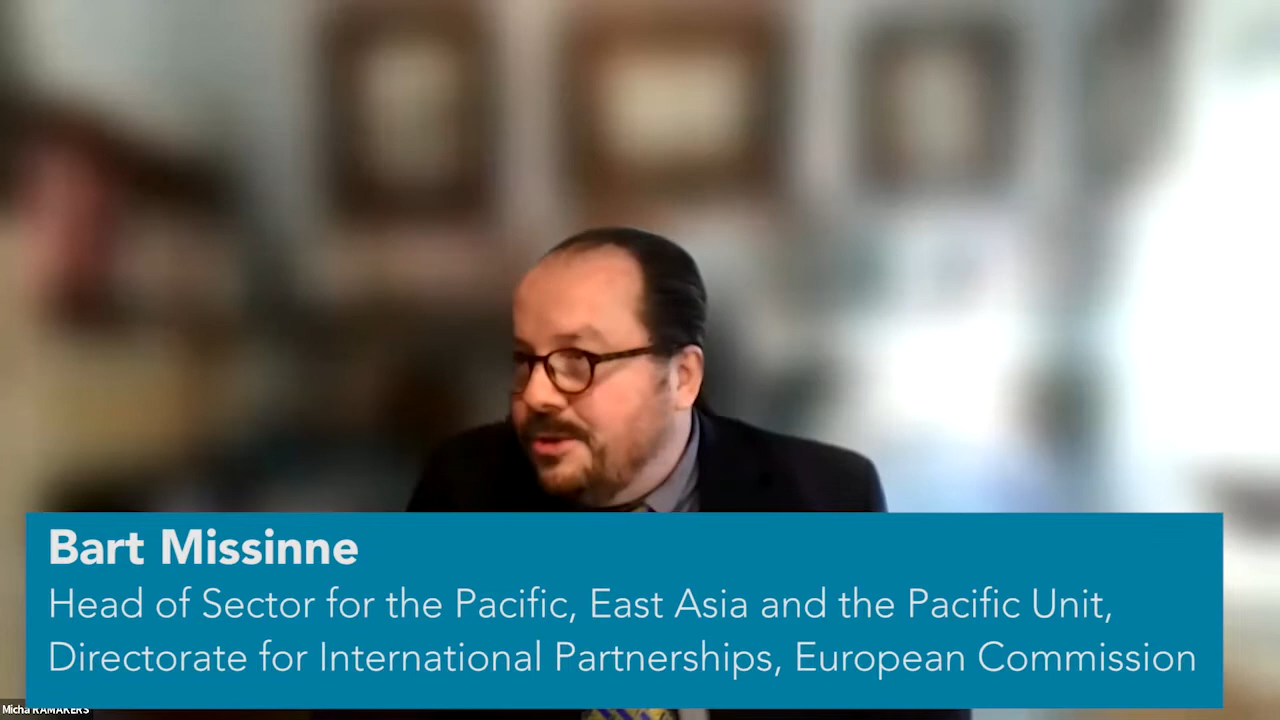 Bart Missinne
Head of Sector for the Pacific, East Asia and the Pacific Unit,
Directorate for International Partnerships, European Commission
Micha RAMAKERS